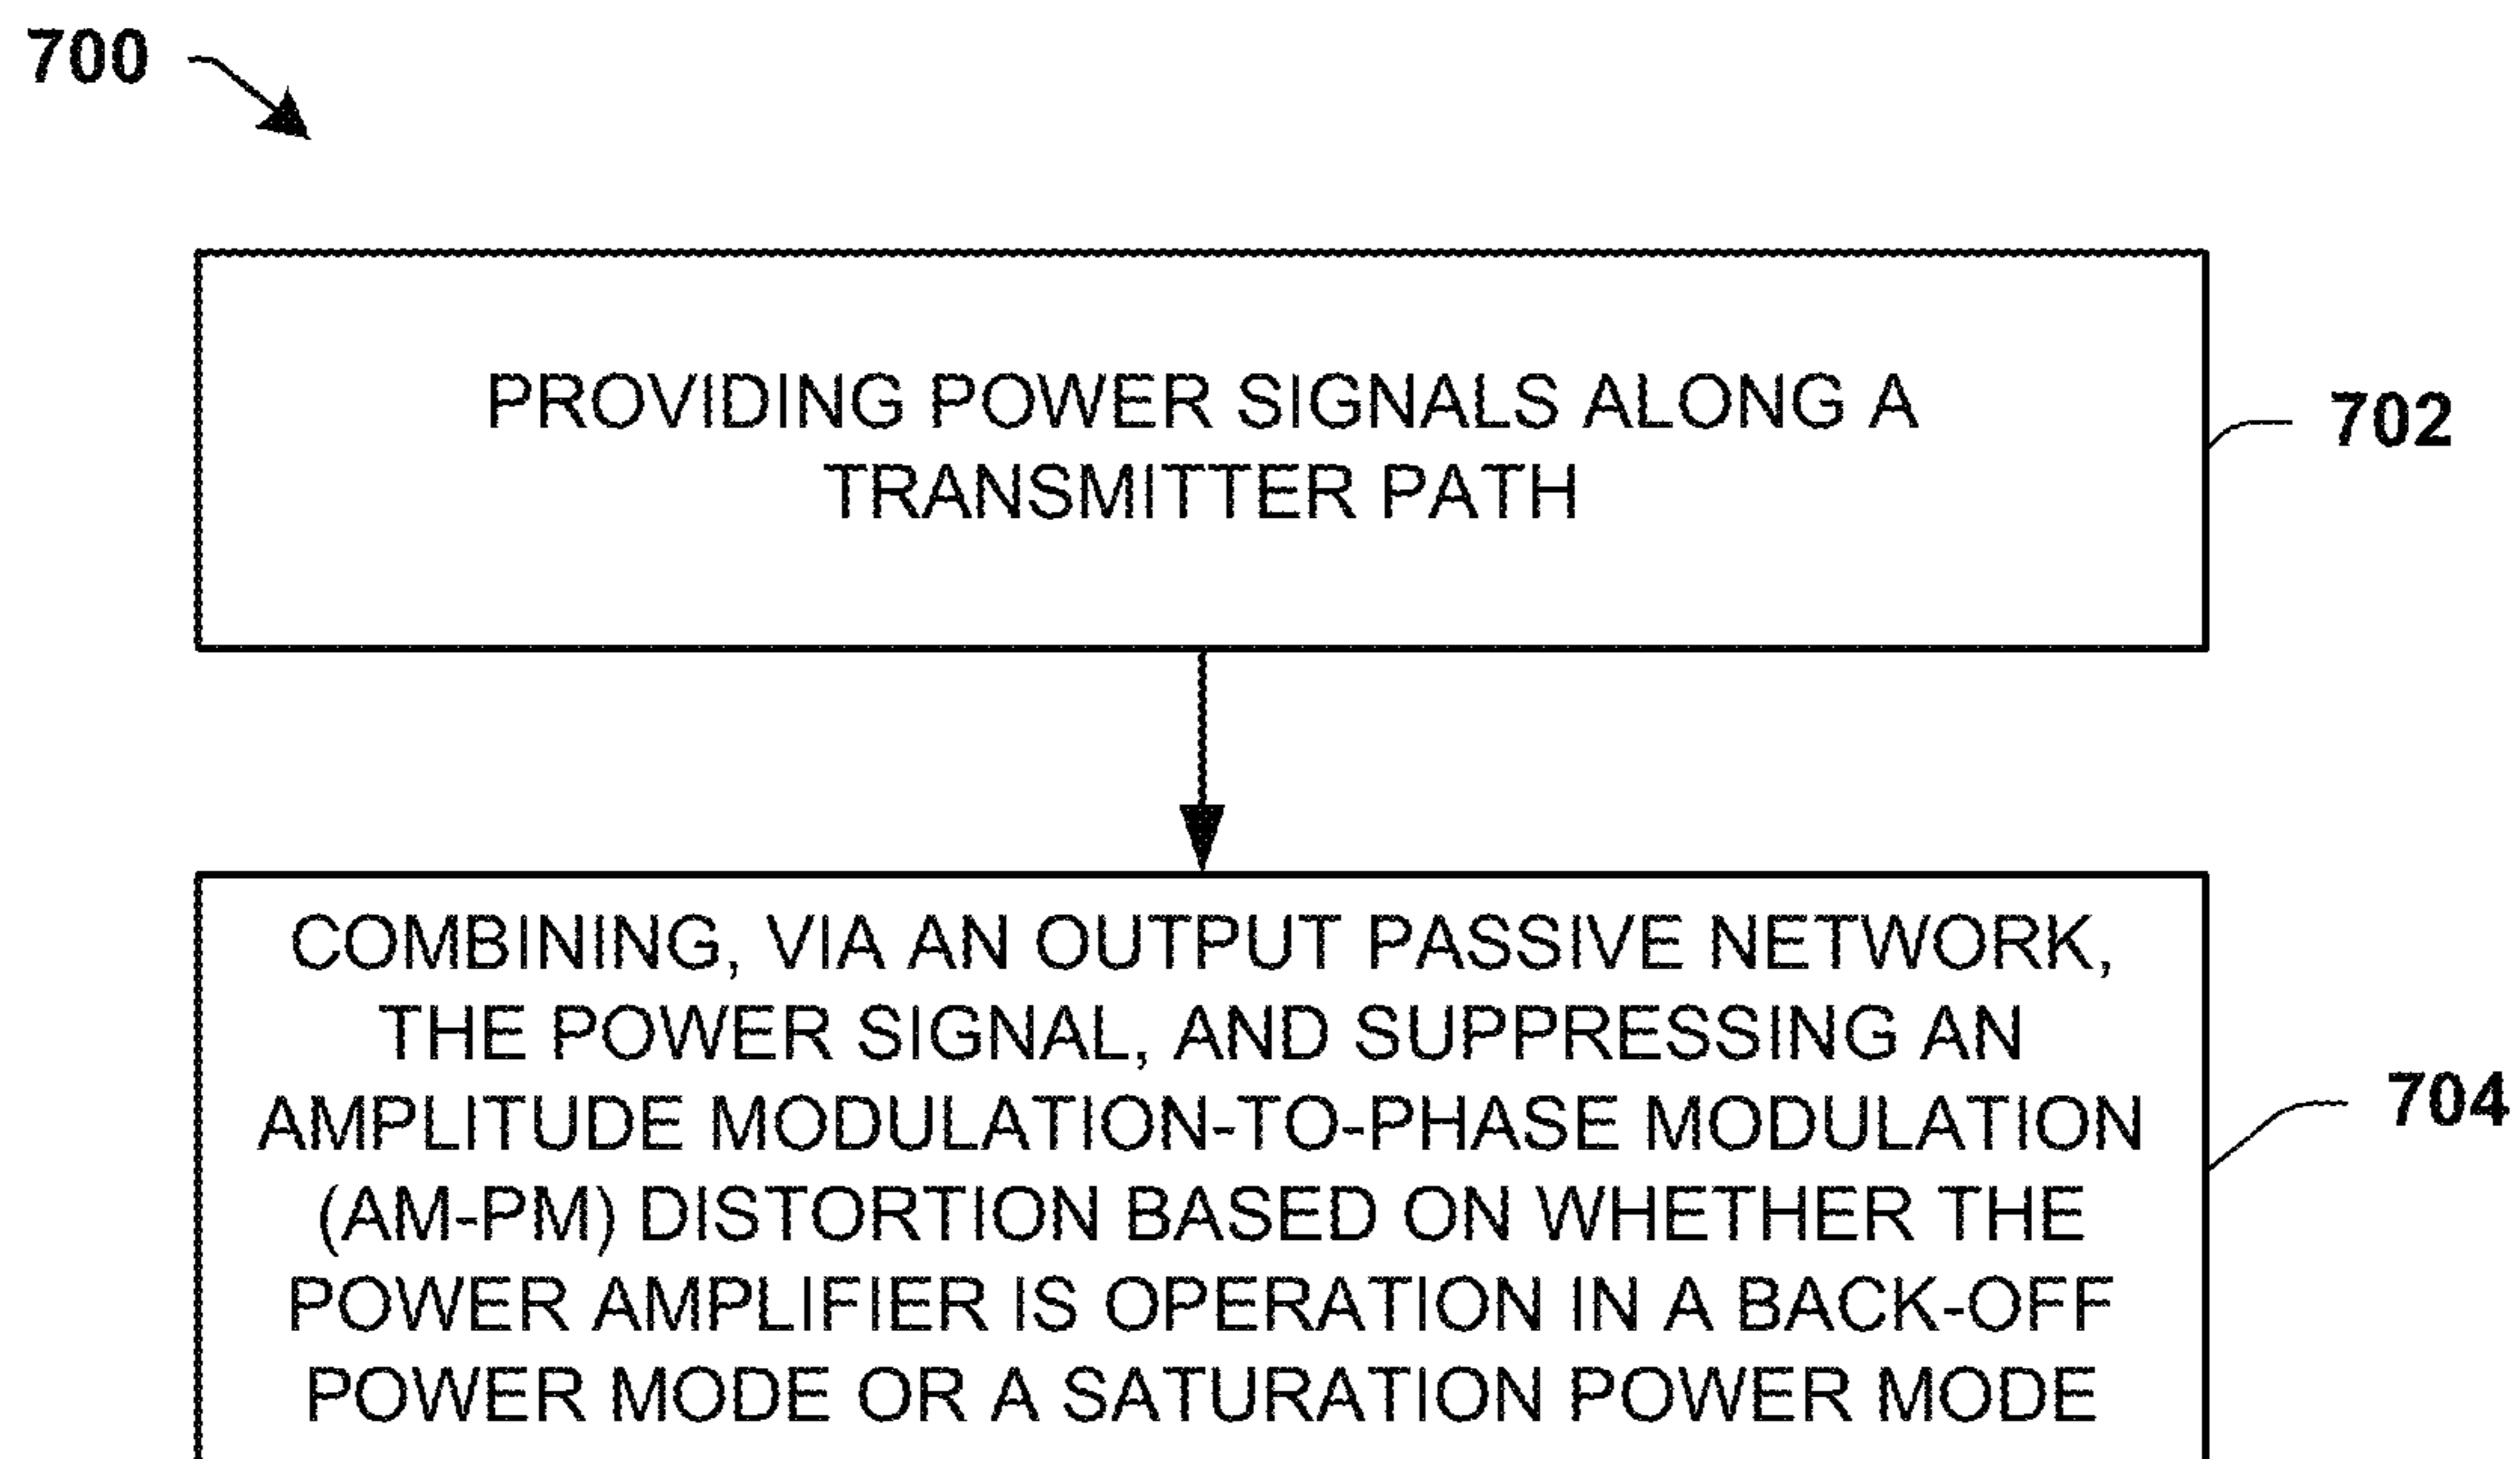 700
PROVIDING POWER SIGNALS ALONG A
TRANSMITTER PATH
702
COMBINING, VIA AN OUTPUT PASSIVE NETWORK,
THE POWER SIGNAL, AND SUPPRESSING AN
AMPLITUDE MODULATION-TO-PHASE MODULATION
(AM-PM) DISTORTION BASED ON WHETHER THE
POWER AMPLIFIER IS OPERATION IN A BACK-OFF
POWER MODE OR A SATURATION POWER MODE
704